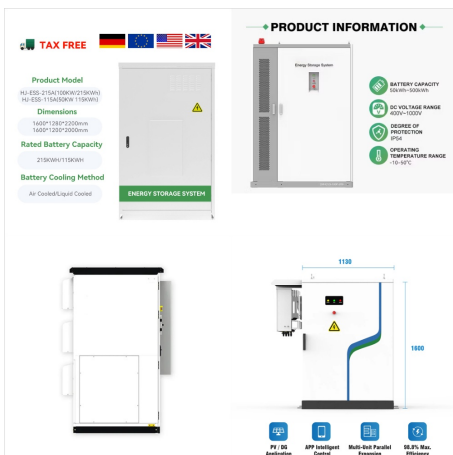 TAX FREE
Product Model
HJ-ESS-215A(100KW/215KWh)
HJ-ESS-115A(50KW 115KWH)
Dimensions
1600*1280*2200mm
1600*1200*2000mm
Rated Battery Capacity
215KWH/115KWH
Battery Cooling Method
Air Cooled/Liquid Cooled
ENERGY STORAGE SYSTEM
PRODUCT INFORMATION
Energy Storage System
BATTERY CAPACITY
50kWh~500kWh
DC VOLTAGE RANGE
400V~1000V
DEGREE OF
PROTECTION
IP54
OPERATING
TEMPERATURE RANGE
-10-50°C
1130
1600
PV / DG
Application
APP Intelligent
Control
Multi-Unit Parallel
Expansion
98.8% Max.
Efficiency